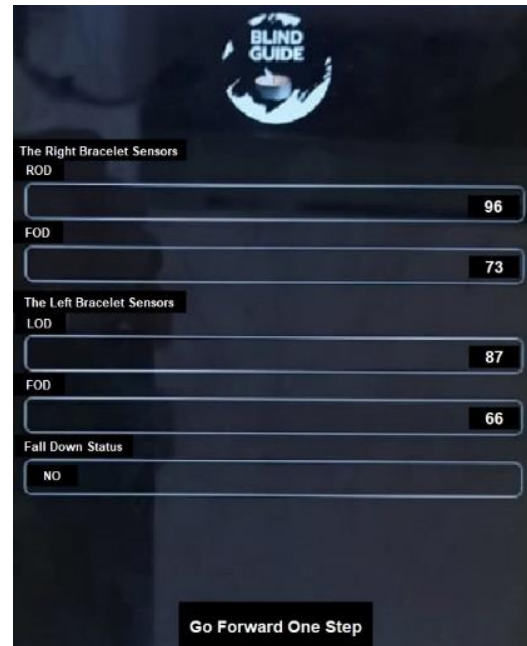 BLIND
GUIDE
The Right Bracelet Sensors
ROD
96
FOD
73
The Left Bracelet Sensors
LOD
87
FOD
66
Fall Down Status
NO
Go Forward One Step